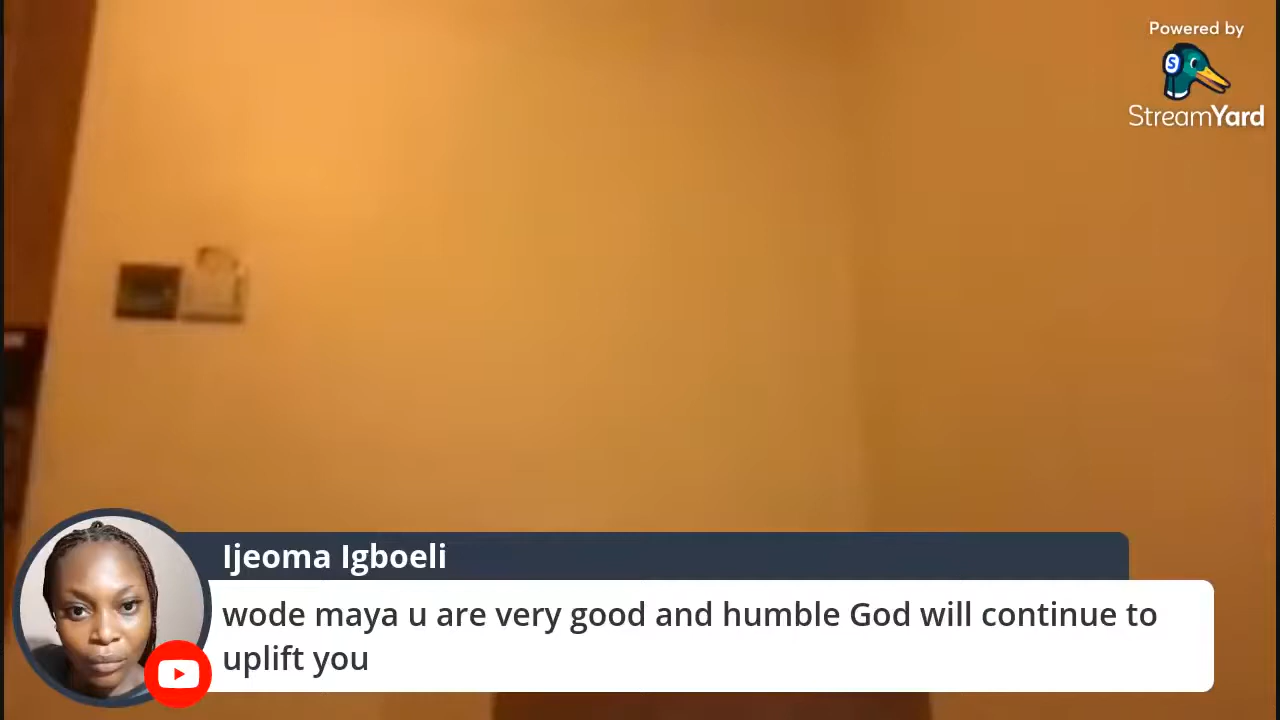 Powered by
StreamYard
Ijeoma Igboeli
wode maya u are very good and humble God will continue to
uplift you